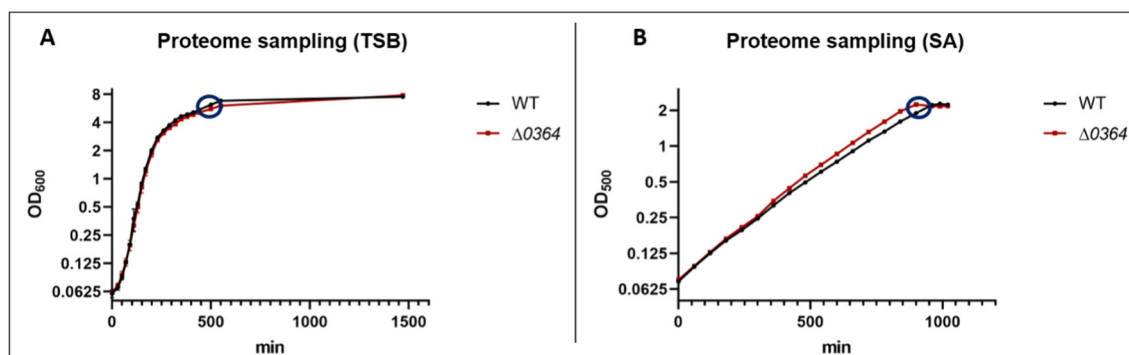 A
Proteome sampling (TSB)
8
4
2
1
0.5
0.25
0.125
0.0625
OD600
0
500
1000
1500
min
WT
Δ0364
B
Proteome sampling (SA)
2
1
0.5
0.25
0.125
0.0625
OD500
0
500
1000
min
WT
Δ0364